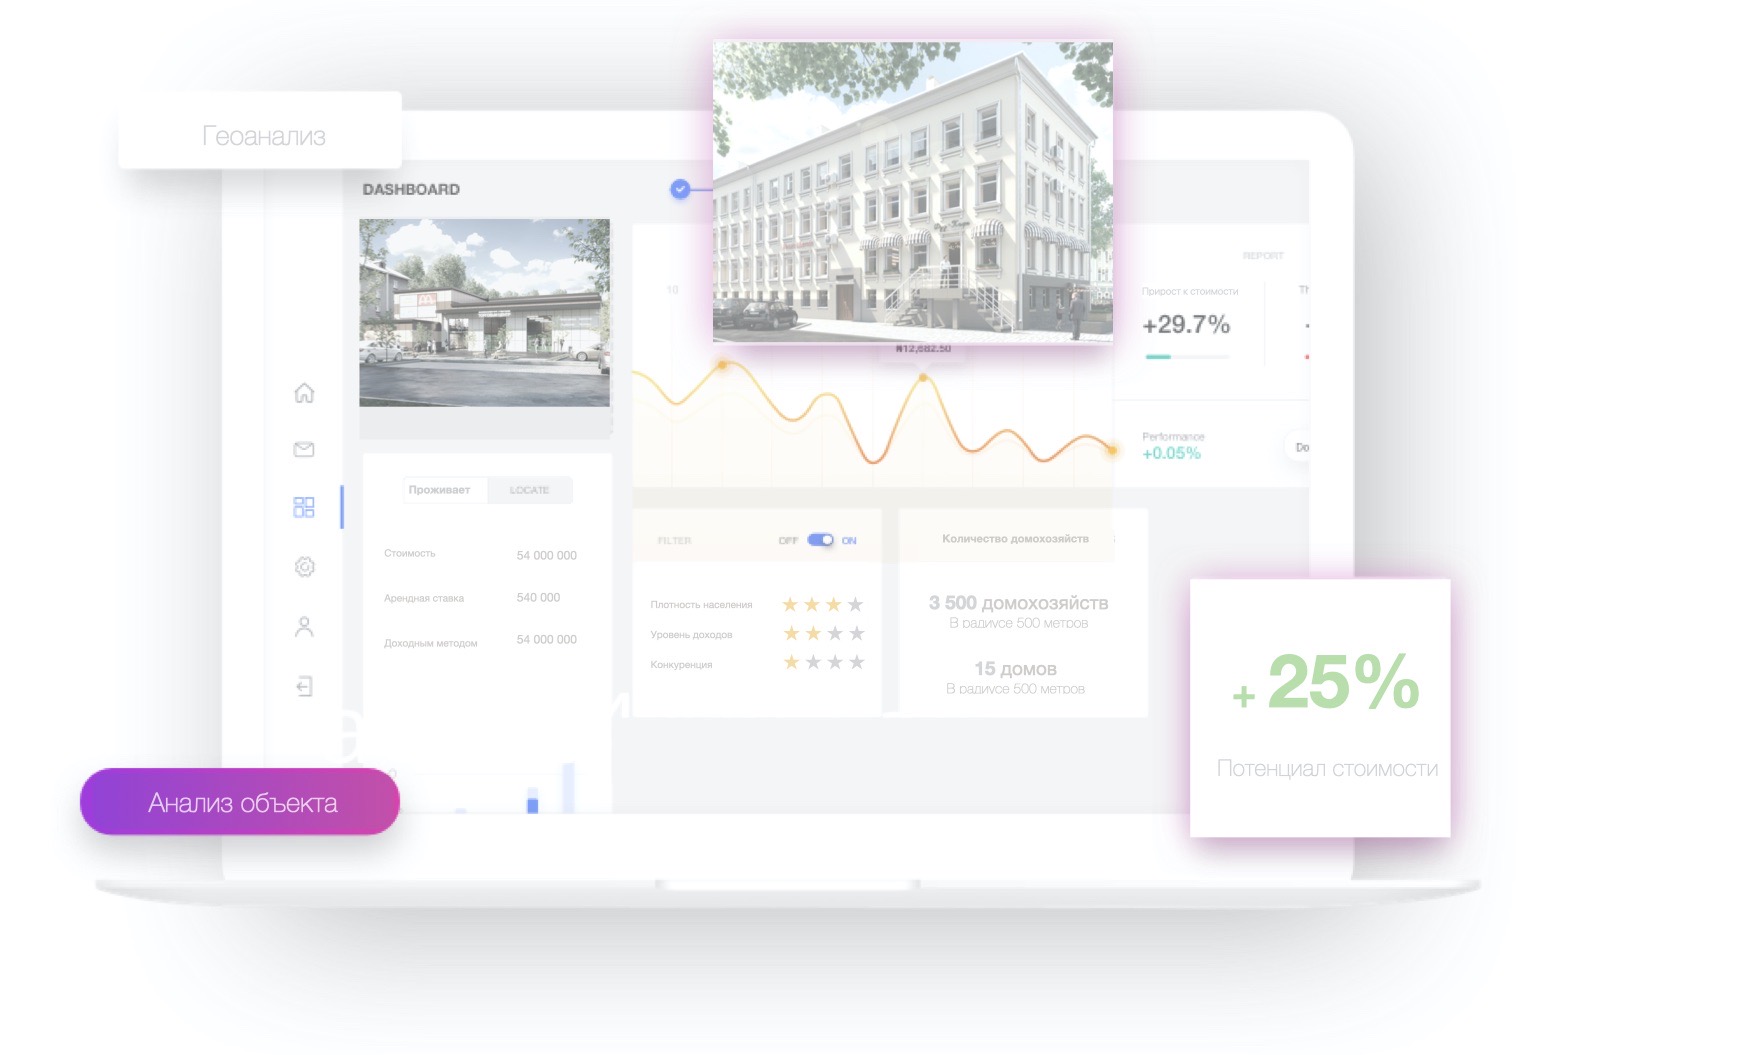 Геоанализ
DASHBOARD
10
₦12,682.50
REPORT
Прирост к стоимости
Th
+29.7%
Performance
+0.05%
Do
Проживает
LOCATE
Стоимость
54 000 000
Арендная ставка
540 000
Доходным методом
54 000 000
FILTER
OFF
ON
Плотность населения
Уровень доходов
Конкуренция
Количество домохозяйств
3 500 домохозяйств
В радиусе 500 метров
15 домов
В радиусе 500 метров
+ 25%
Потенциал стоимости
Анализ объекта